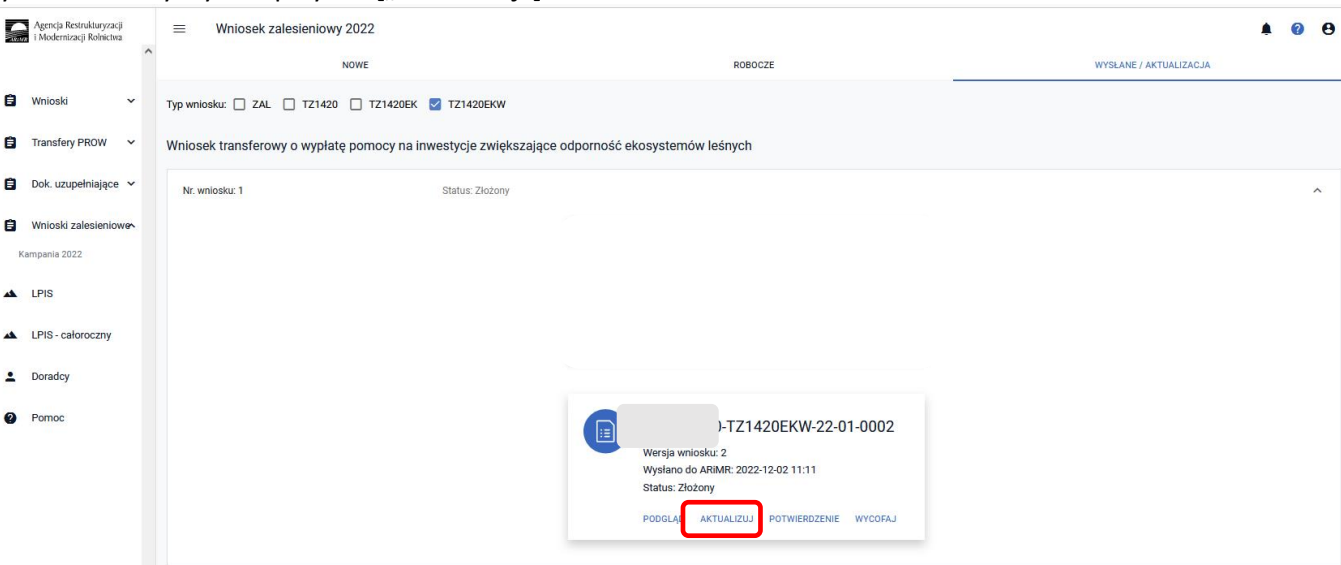 Agencja Restrukturyzacji
i Modernizacji Rolnictwa
ARiMR
Wniosek zalesieniowy 2022
NOWE
ROBOCZE
WYSŁANE / AKTUALIZACJA
Wnioski
Transfery PROW
Dok. uzupełniające
Wnioski zalesieniowe
Kampania 2022
LPIS
LPIS - całoroczny
Doradcy
Pomoc
Typ wniosku: ZAL TZ1420 TZ1420EK TZ1420EKW
Wniosek transferowy o wypłatę pomocy na inwestycje zwiększające odporność ekosystemów leśnych
Nr. wniosku: 1 Status: Złożony
-TZ1420EKW-22-01-0002
Wersja wniosku: 2
Wysłano do ARiMR: 2022-12-02 11:11
Status: Złożony
PODGLĄD AKTUALIZUJ POTWIERDZENIE WYCOFAJ